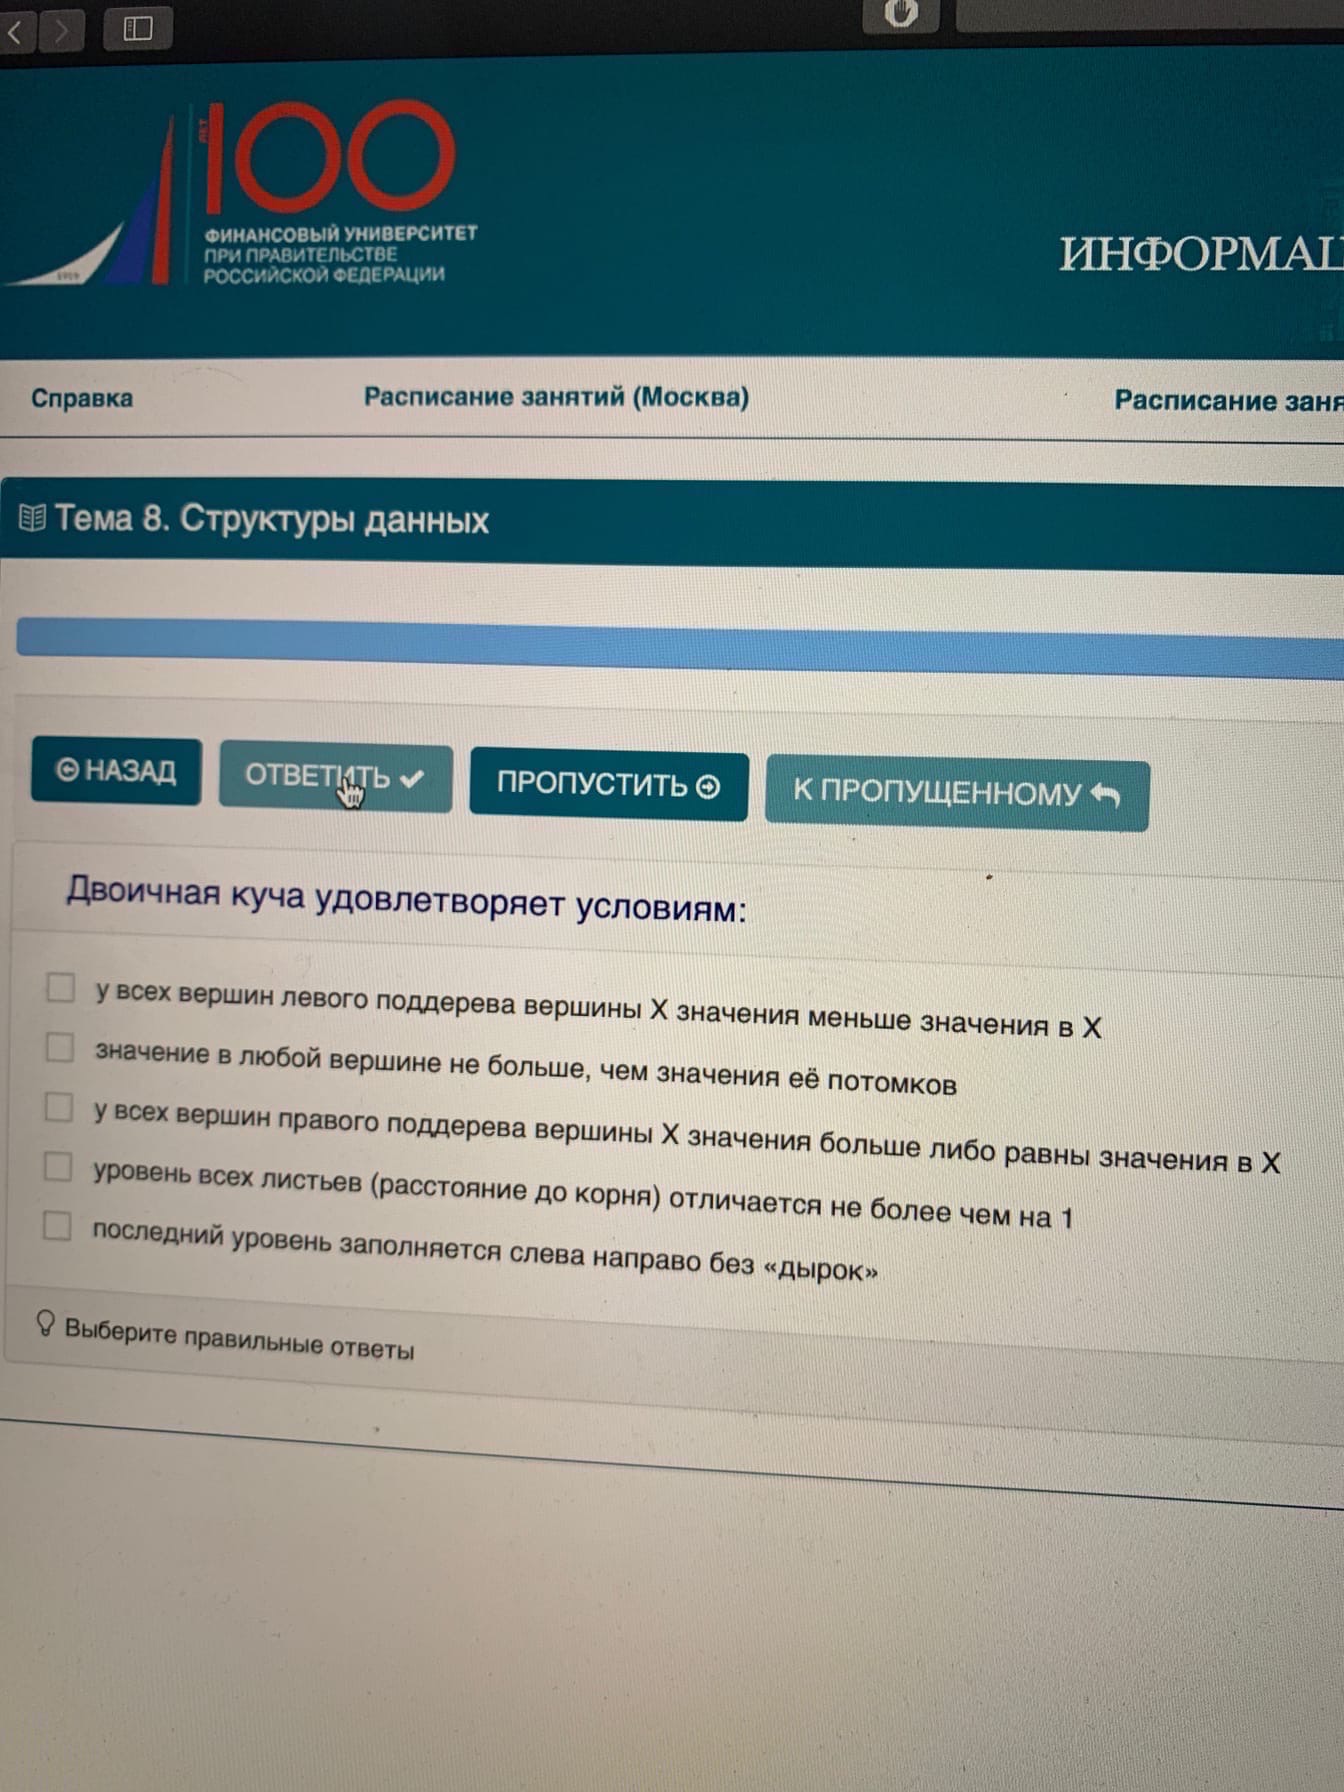 ЛЕТ
100
ФИНАНСОВЫЙ УНИВЕРСИТЕТ
ПРИ ПРАВИТЕЛЬСТВЕ
РОССИЙСКОЙ ФЕДЕРАЦИИ
1919
ИНФОРМАЦ
Справка
Расписание занятий (Москва)
Расписание заня
Тема 8. Структуры данных
НАЗАД
ОТВЕТИТЬ
ПРОПУСТИТЬ
К ПРОПУЩЕННОМУ
Двоичная куча удовлетворяет условиям:
у всех вершин левого поддерева вершины X значения меньше значения в X
значение в любой вершине не больше, чем значения её потомков
у всех вершин правого поддерева вершины X значения больше либо равны значения в X
уровень всех листьев (расстояние до корня) отличается не более чем на 1
последний уровень заполняется слева направо без «дырок»
Выберите правильные ответы